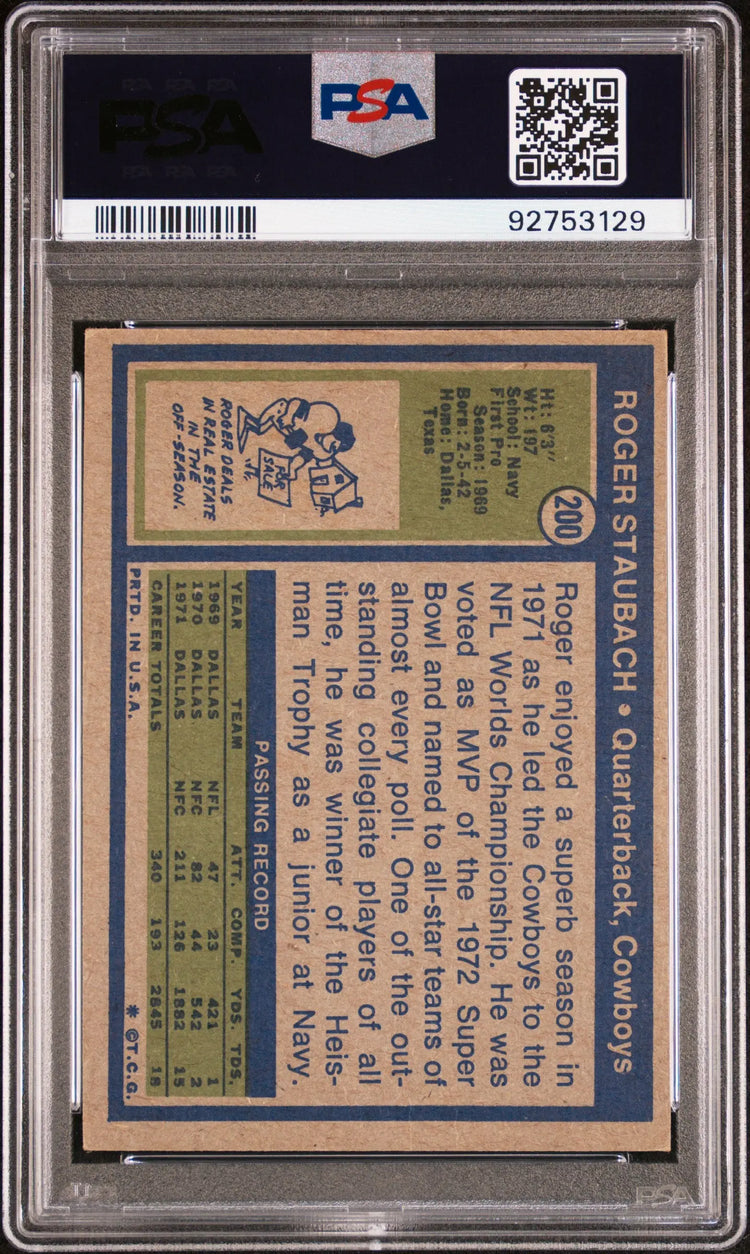 PSA
PSA
92753129
ROGER STAUBACH • Quarterback, Cowboys
200
Ht: 6'3"
Wt: 197
School: Navy
First Pro
Season: 1969
Born: 2-5-42
Home: Dallas,
Texas
FOR
SALE
ROGER DEALS
IN REAL ESTATE
IN THE
OFF-SEASON.
Roger enjoyed a superb season in
1971 as he led the Cowboys to the
NFL Worlds Championship. He was
voted as MVP of the 1972 Super
Bowl and named to all-star teams of
almost every poll. One of the out-
standing collegiate players of all
time, he was winner of the Heis-
man Trophy as a junior at Navy.
PASSING RECORD
YEAR TEAM ATT. COMP. YDS. TDS.
1969 DALLAS NFL 47 23 421 1
1970 DALLAS NFC 82 44 542 2
1971 DALLAS NFC 211 126 1882 15
CAREER TOTALS 340 193 2845 18
PRTD. IN U.S.A. * ©T.C.G.
PSA